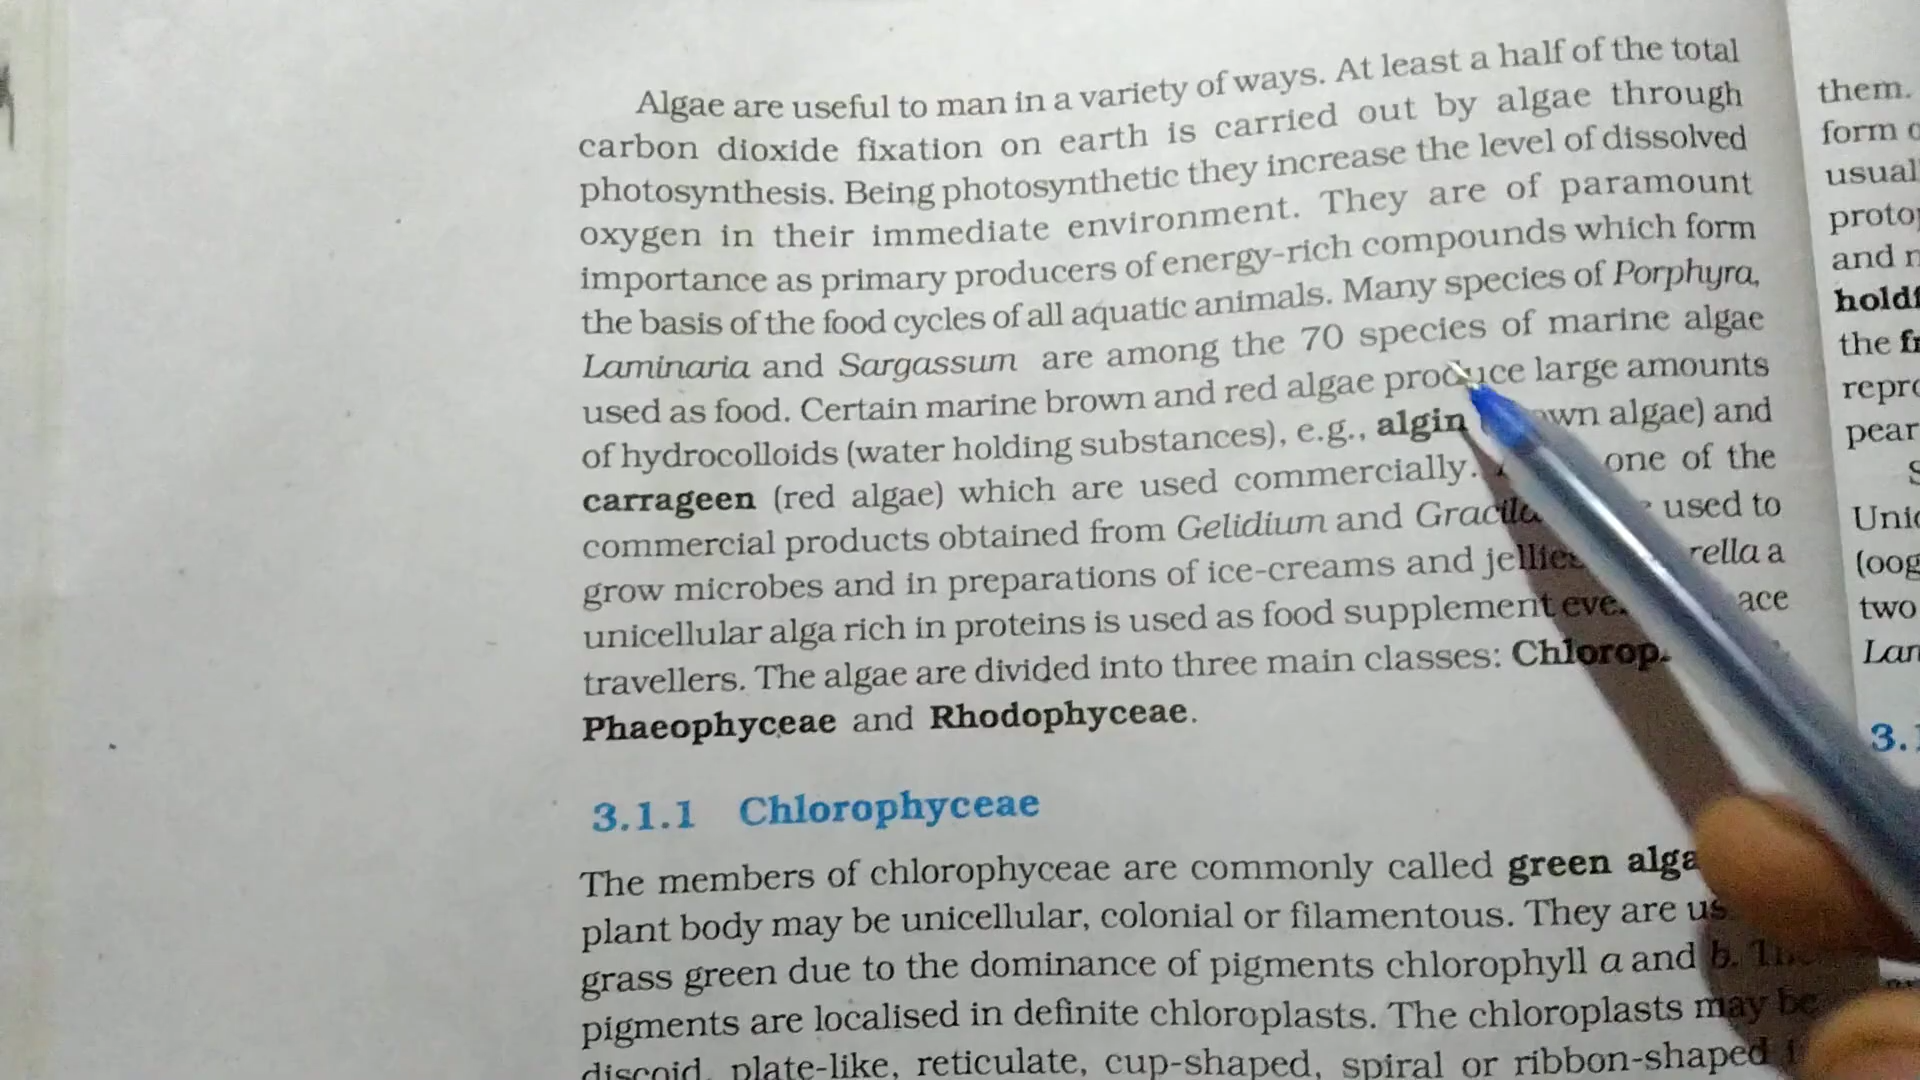 Algae are useful to man in a variety of ways. At least a half of the total
carbon dioxide fixation on earth is carried out by algae through
photosynthesis. Being photosynthetic they increase the level of dissolved
oxygen in their immediate environment. They are of paramount
importance as primary producers of energy-rich compounds which form
the basis of the food cycles of all aquatic animals. Many species of Porphyra,
Laminaria and Sargassum are among the 70 species of marine algae
used as food. Certain marine brown and red algae produce large amounts
of hydrocolloids (water holding substances), e.g., algin algae) and
carrageen (red algae) which are used commercially. one of the
commercial products obtained from Gelidium and used to
grow microbes and in preparations of ice-creams and jellies a
unicellular alga rich in proteins is used as food supplement
travellers. The algae are divided into three main classes:
Phaeophyceae and Rhodophyceae.
3.1.1 Chlorophyceae
The members of chlorophyceae are commonly called green
plant body may be unicellular, colonial or filamentous. They are
grass green due to the dominance of pigments chlorophyll a and b.
pigments are localised in definite chloroplasts. The chloroplasts may be
discoid, plate-like, reticulate, cup-shaped, spiral or ribbon-shaped
them.
form
and
the
two